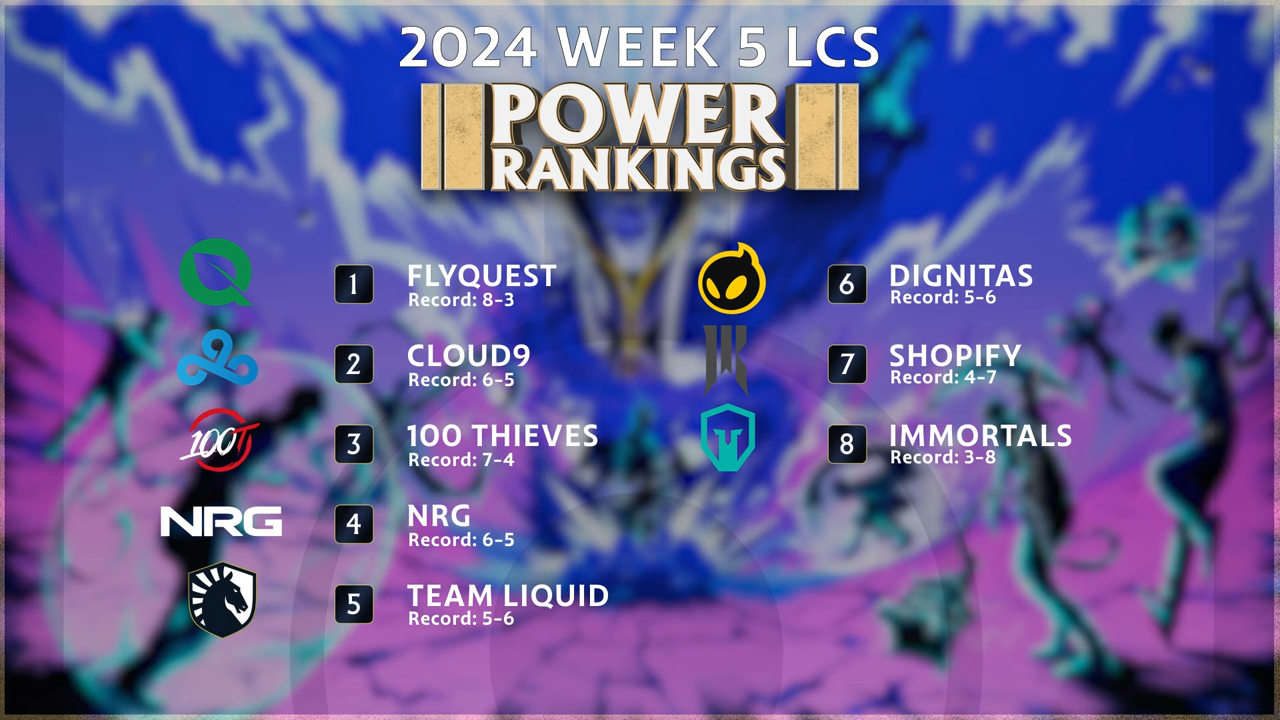 2024 WEEK 5 LCS
POWER
RANKINGS
1 FLYQUEST
Record: 8-3
2 CLOUD9
Record: 6-5
100T
3 100 THIEVES
Record: 7-4
NRG
4 NRG
Record: 6-5
5 TEAM LIQUID
Record: 5-6
6 DIGNITAS
Record: 5-6
7 SHOPIFY
Record: 4-7
8 IMMORTALS
Record: 3-8